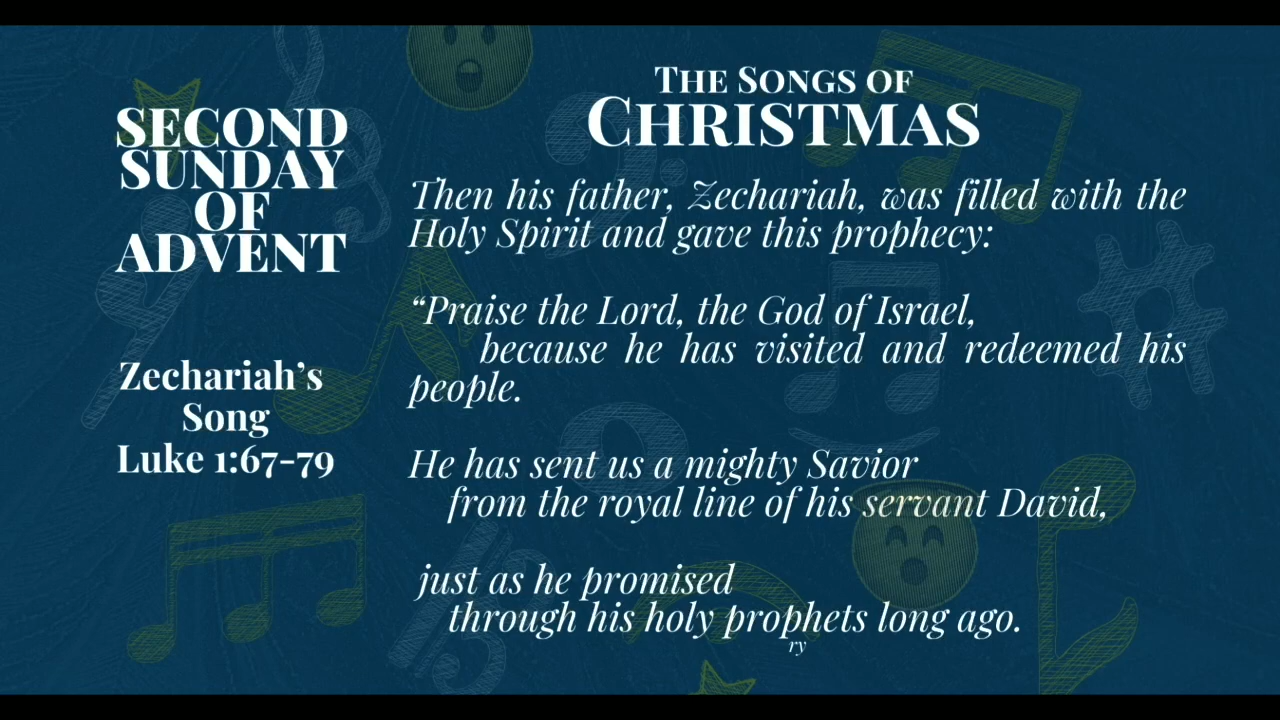 SECOND
SUNDAY
OF
ADVENT
Zechariah’s
Song
Luke 1:67-79
THE SONGS OF
CHRISTMAS
Then his father, Zechariah, was filled with the
Holy Spirit and gave this prophecy:
“Praise the Lord, the God of Israel,
because he has visited and redeemed his
people.
He has sent us a mighty Savior
from the royal line of his servant David,
just as he promised
through his holy prophets long ago.
ry